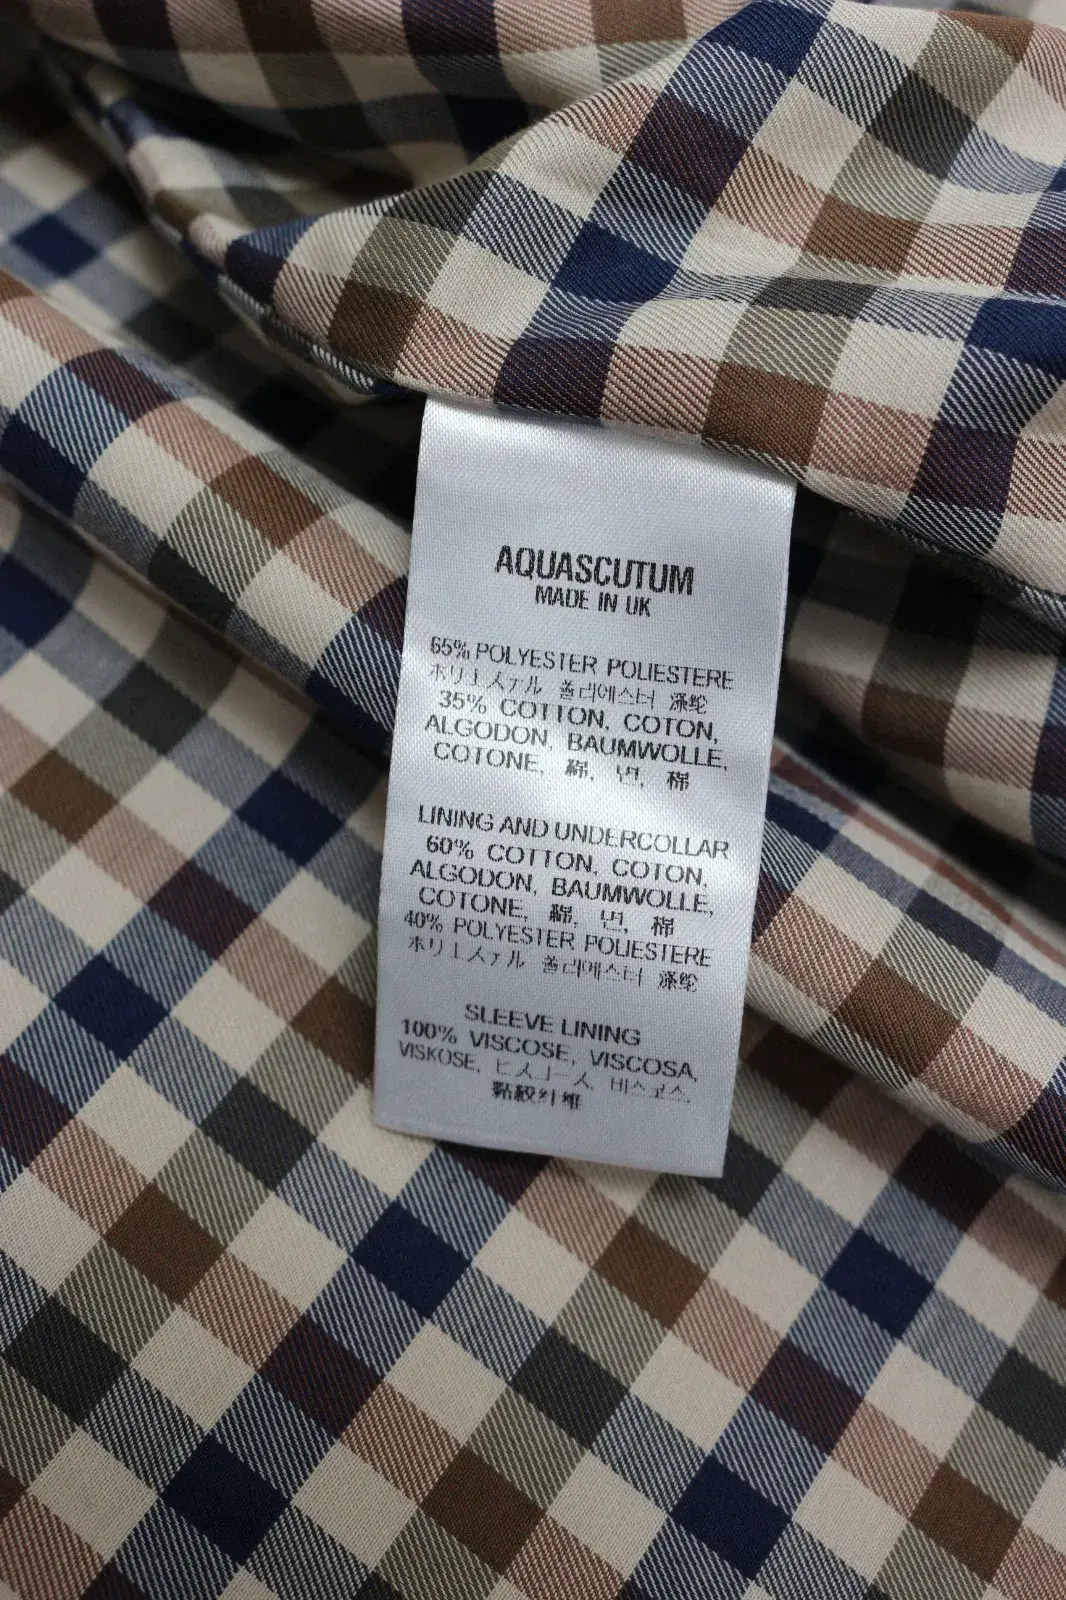 AQUASCUTUM
MADE IN UK
65% POLYESTER POLIESTERE
ポリエステル 폴리에스터 涤纶
35% COTTON, COTON,
ALGODON, BAUMWOLLE,
COTONE, 綿, 면, 棉
LINING AND UNDERCOLLAR
60% COTTON, COTON,
ALGODON, BAUMWOLLE,
COTONE, 綿, 면, 棉
40% POLYESTER POLIESTERE
ポリエステル 폴리에스터 涤纶
SLEEVE LINING
100% VISCOSE, VISCOSA,
VISKOSE, ビスコース, 비스코스,
黏胶纤维